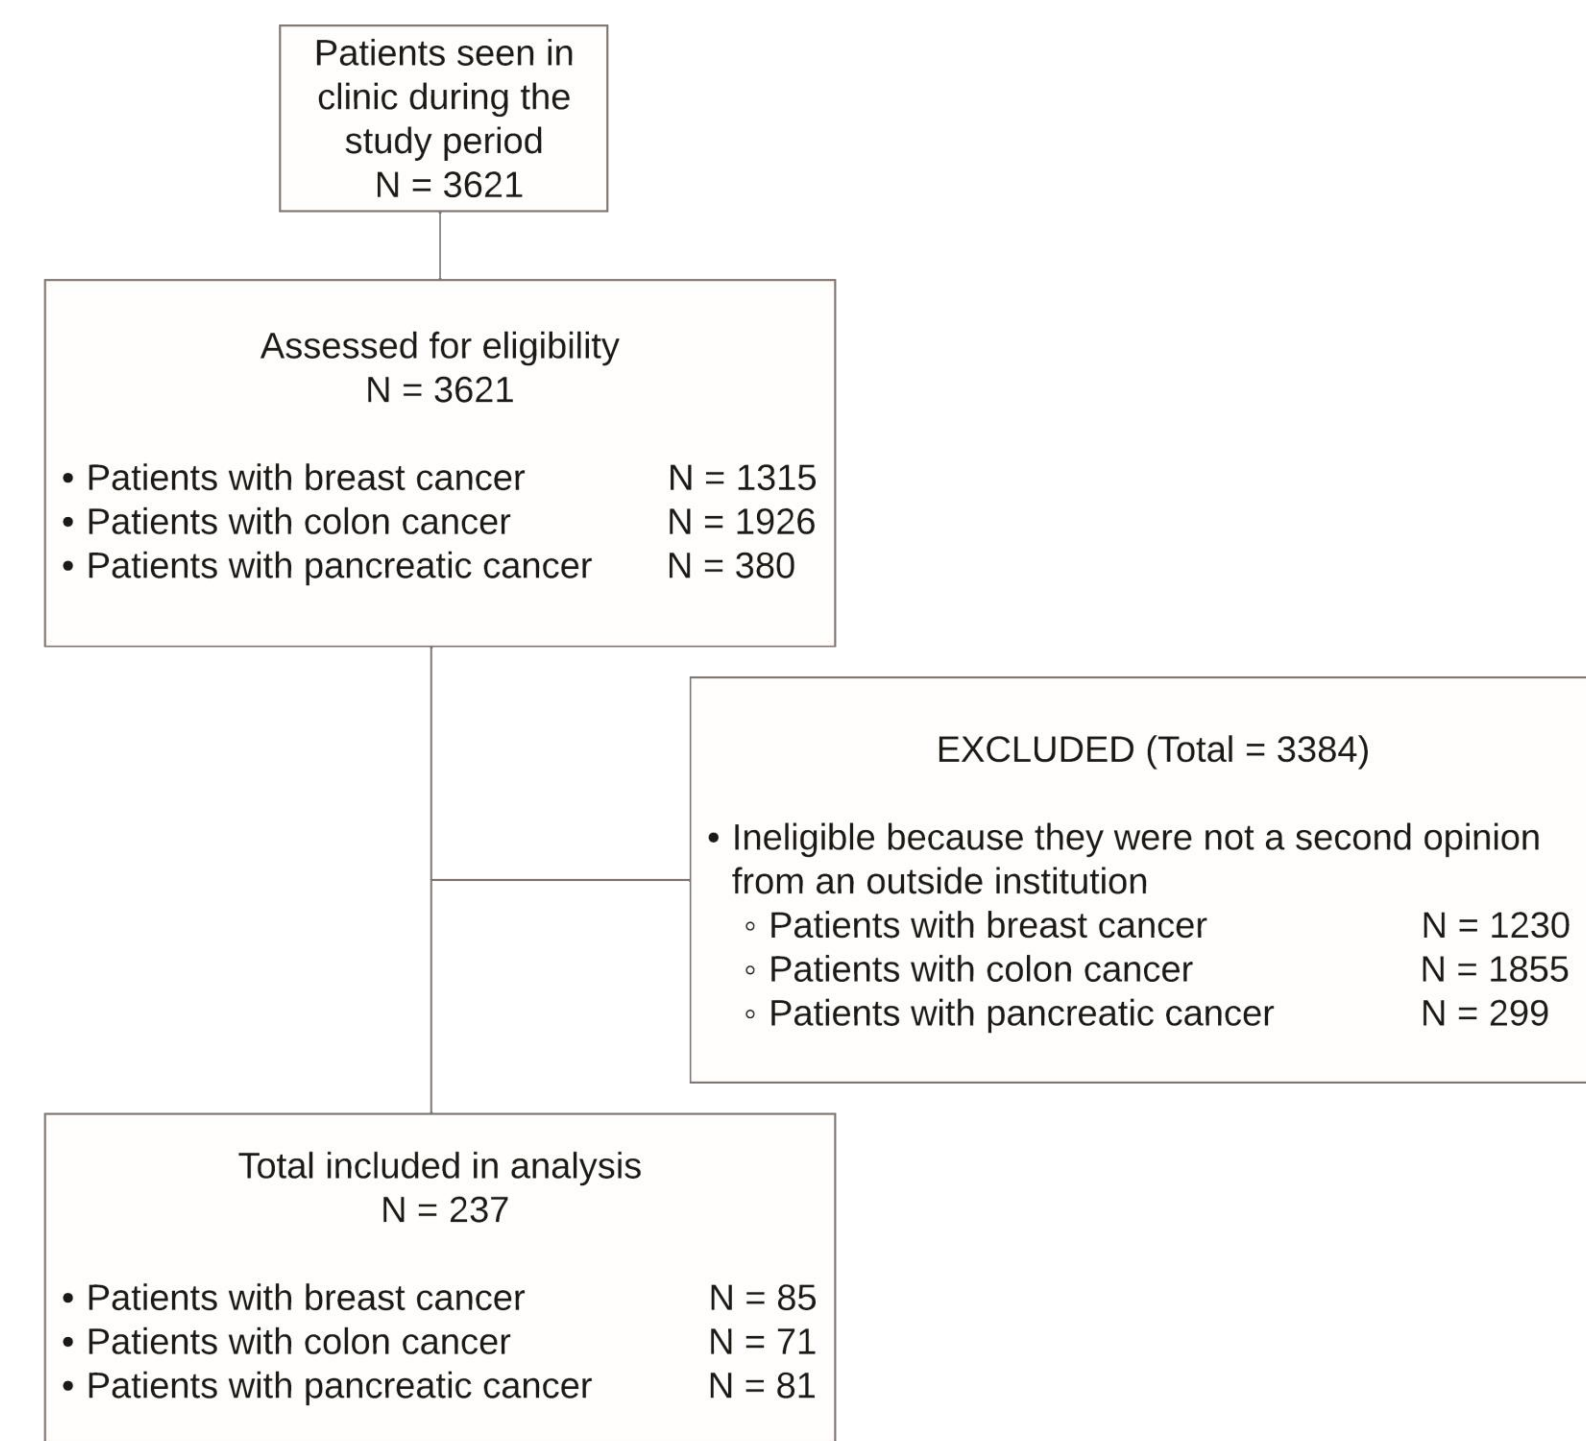 Patients seen in
clinic during the
study period
N = 3621
Assessed for eligibility
N = 3621
• Patients with breast cancer N = 1315
• Patients with colon cancer N = 1926
• Patients with pancreatic cancer N = 380
EXCLUDED (Total = 3384)
• Ineligible because they were not a second opinion
from an outside institution
◦ Patients with breast cancer N = 1230
◦ Patients with colon cancer N = 1855
◦ Patients with pancreatic cancer N = 299
Total included in analysis
N = 237
• Patients with breast cancer N = 85
• Patients with colon cancer N = 71
• Patients with pancreatic cancer N = 81